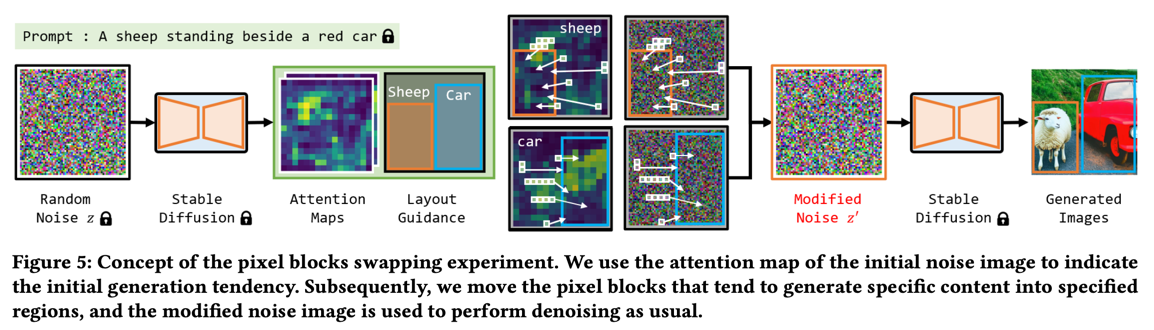 Prompt : A sheep standing beside a red car
sheep
Sheep
Car
car
Random
Noise z
Stable
Diffusion
Attention
Maps
Layout
Guidance
Modified
Noise z′
Stable
Diffusion
Generated
Images
Figure 5: Concept of the pixel blocks swapping experiment. We use the attention map of the initial noise image to indicate
the initial generation tendency. Subsequently, we move the pixel blocks that tend to generate specific content into specified
regions, and the modified noise image is used to perform denoising as usual.